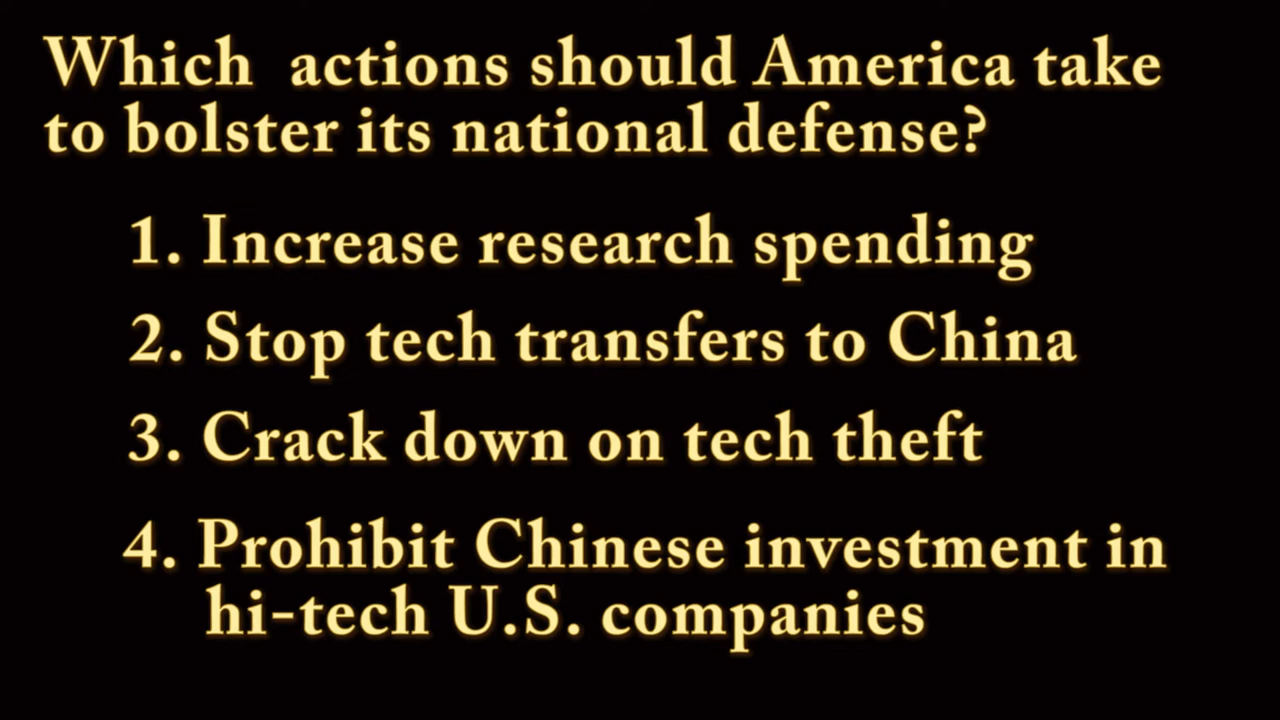 Which actions should America take
to bolster its national defense?
1. Increase research spending
2. Stop tech transfers to China
3. Crack down on tech theft
4. Prohibit Chinese investment in
hi-tech U.S. companies